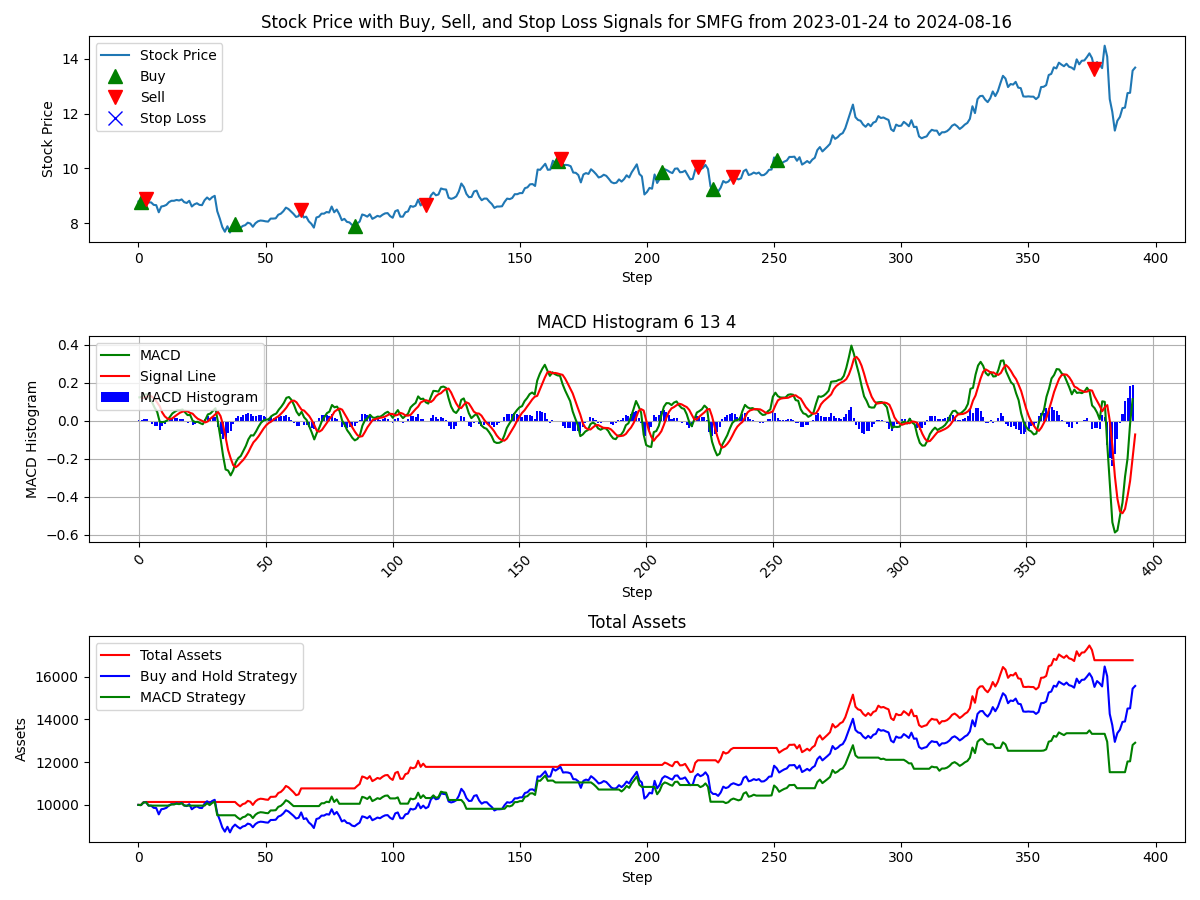 Stock Price with Buy, Sell, and Stop Loss Signals for SMFG from 2023-01-24 to 2024-08-16
Stock Price
14
12
10
8
Stock Price
Buy
Sell
Stop Loss
0 50 100 150 200 250 300 350 400
Step
MACD Histogram 6 13 4
MACD Histogram
0.4
0.2
0.0
−0.2
−0.4
−0.6
MACD
Signal Line
MACD Histogram
0 50 100 150 200 250 300 350 400
Step
Total Assets
Assets
16000
14000
12000
10000
Total Assets
Buy and Hold Strategy
MACD Strategy
0 50 100 150 200 250 300 350 400
Step